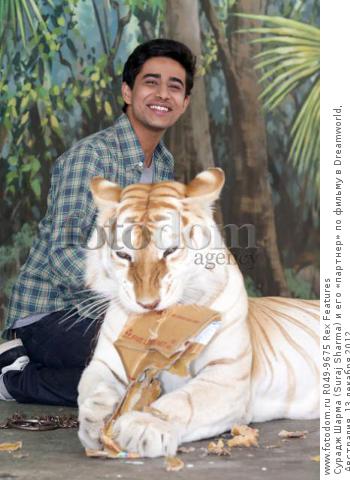 fotodom
agency
www.fotodom.ru R049-9675 Rex Features
Сурадж Шарма (Suraj Sharma) и его «партнер» по фильму в Dreamworld,
Австралия, 13 декабря 2012